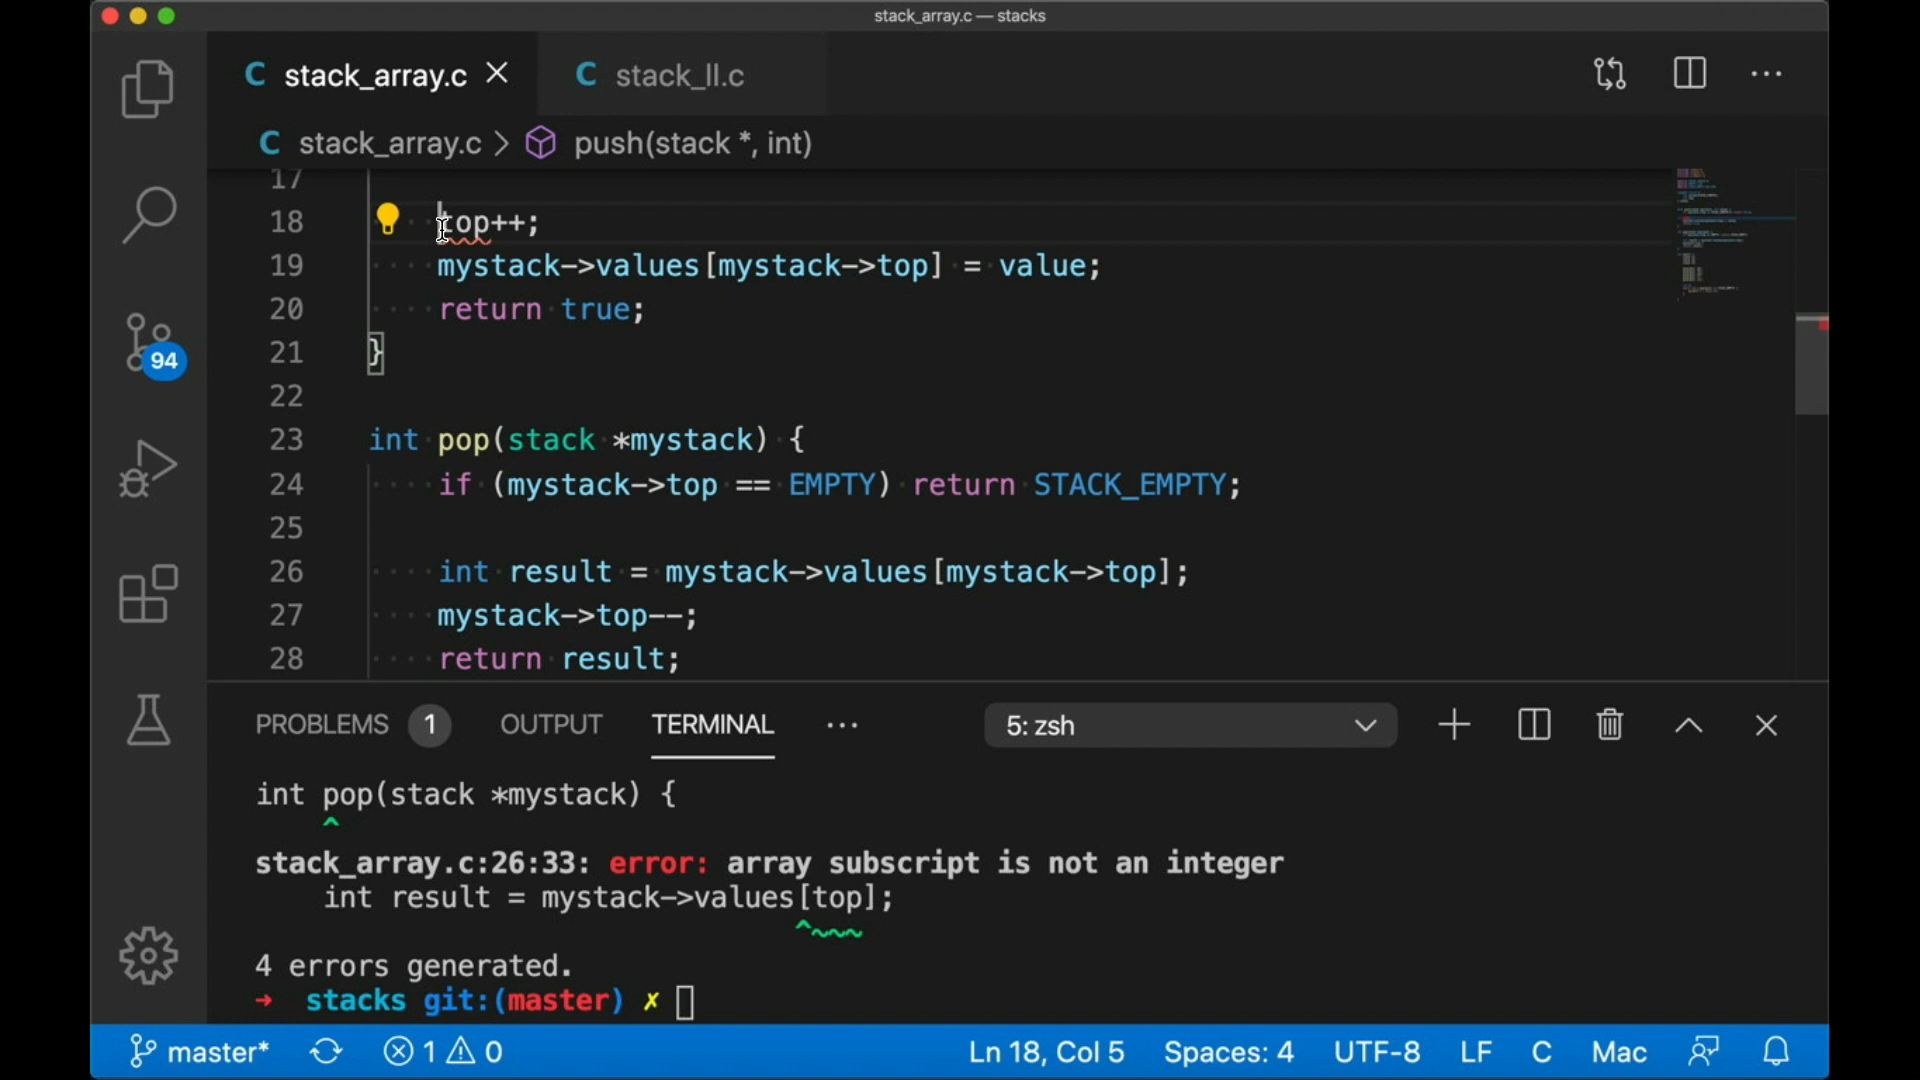 stack_array.c — stacks
stack_array.c
stack_ll.c
stack_array.c > push(stack *, int)
17
18 top++;
19 mystack->values[mystack->top] = value;
20 return true;
21 }
22
23 int pop(stack *mystack) {
24 if (mystack->top == EMPTY) return STACK_EMPTY;
25
26 int result = mystack->values[mystack->top];
27 mystack->top--;
28 return result;
94
PROBLEMS 1 OUTPUT TERMINAL ··· 5: zsh
int pop(stack *mystack) {
^
stack_array.c:26:33: error: array subscript is not an integer
int result = mystack->values[top];
^~~~
4 errors generated.
→ stacks git:(master) ✗
master* 1 0 Ln 18, Col 5 Spaces: 4 UTF-8 LF C Mac